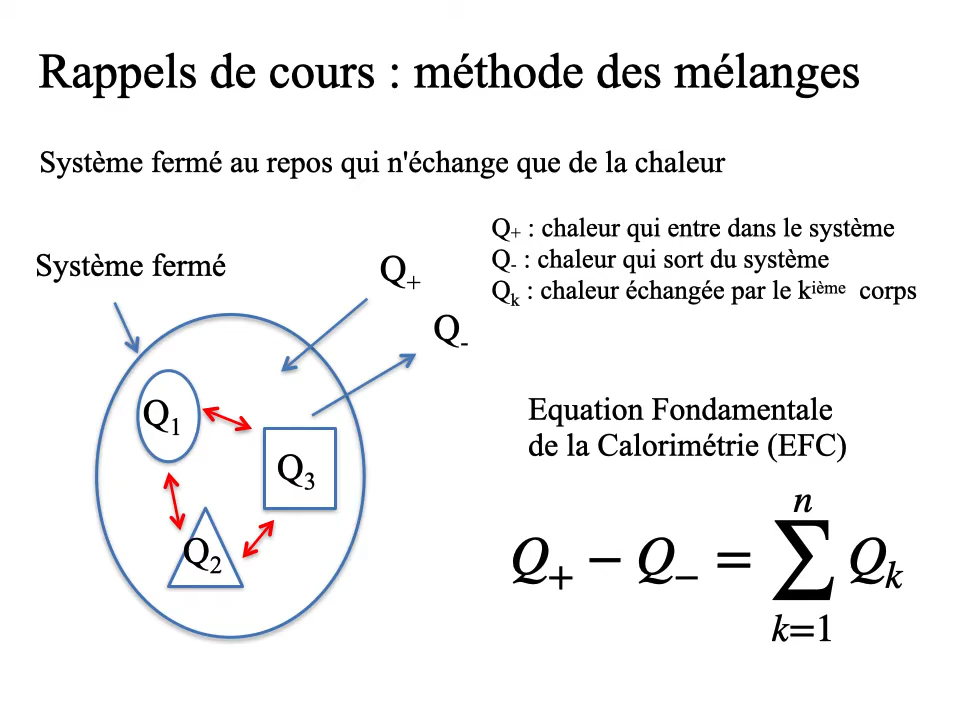 Rappels de cours : méthode des mélanges
Système fermé au repos qui n'échange que de la chaleur
Q₊ : chaleur qui entre dans le système
Q₋ : chaleur qui sort du système
Qₖ : chaleur échangée par le kⁱᵉᵐᵉ corps
Système fermé
Q₊
Q₋
Q₁
Q₃
Q₂
Equation Fondamentale
de la Calorimétrie (EFC)
Q₊ − Q₋ = ∑ₖ₌₁ⁿ Qₖ